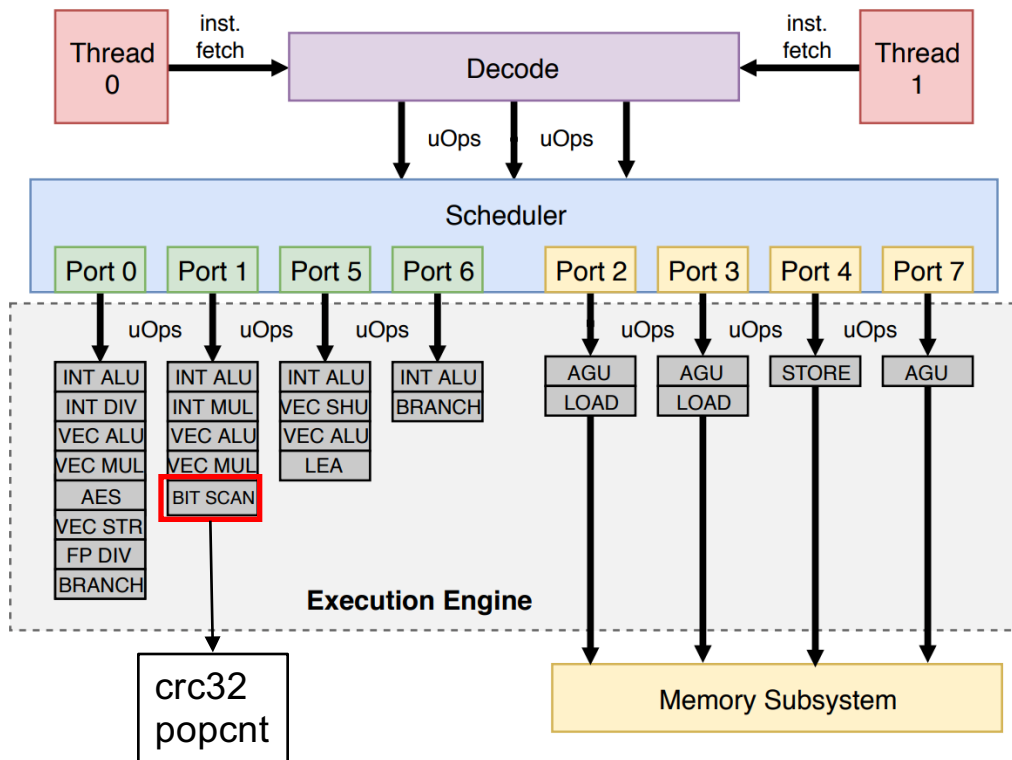 Thread
0
inst.
fetch
Decode
inst.
fetch
Thread
1
uOps
uOps
Scheduler
Port 0
Port 1
Port 5
Port 6
Port 2
Port 3
Port 4
Port 7
uOps
uOps
uOps
uOps
uOps
uOps
INT ALU
INT DIV
VEC ALU
VEC MUL
AES
VEC STR
FP DIV
BRANCH
INT ALU
INT MUL
VEC ALU
VEC MUL
BIT SCAN
INT ALU
VEC SHU
VEC ALU
LEA
INT ALU
BRANCH
AGU
LOAD
AGU
LOAD
STORE
AGU
Execution Engine
crc32
popcnt
Memory Subsystem